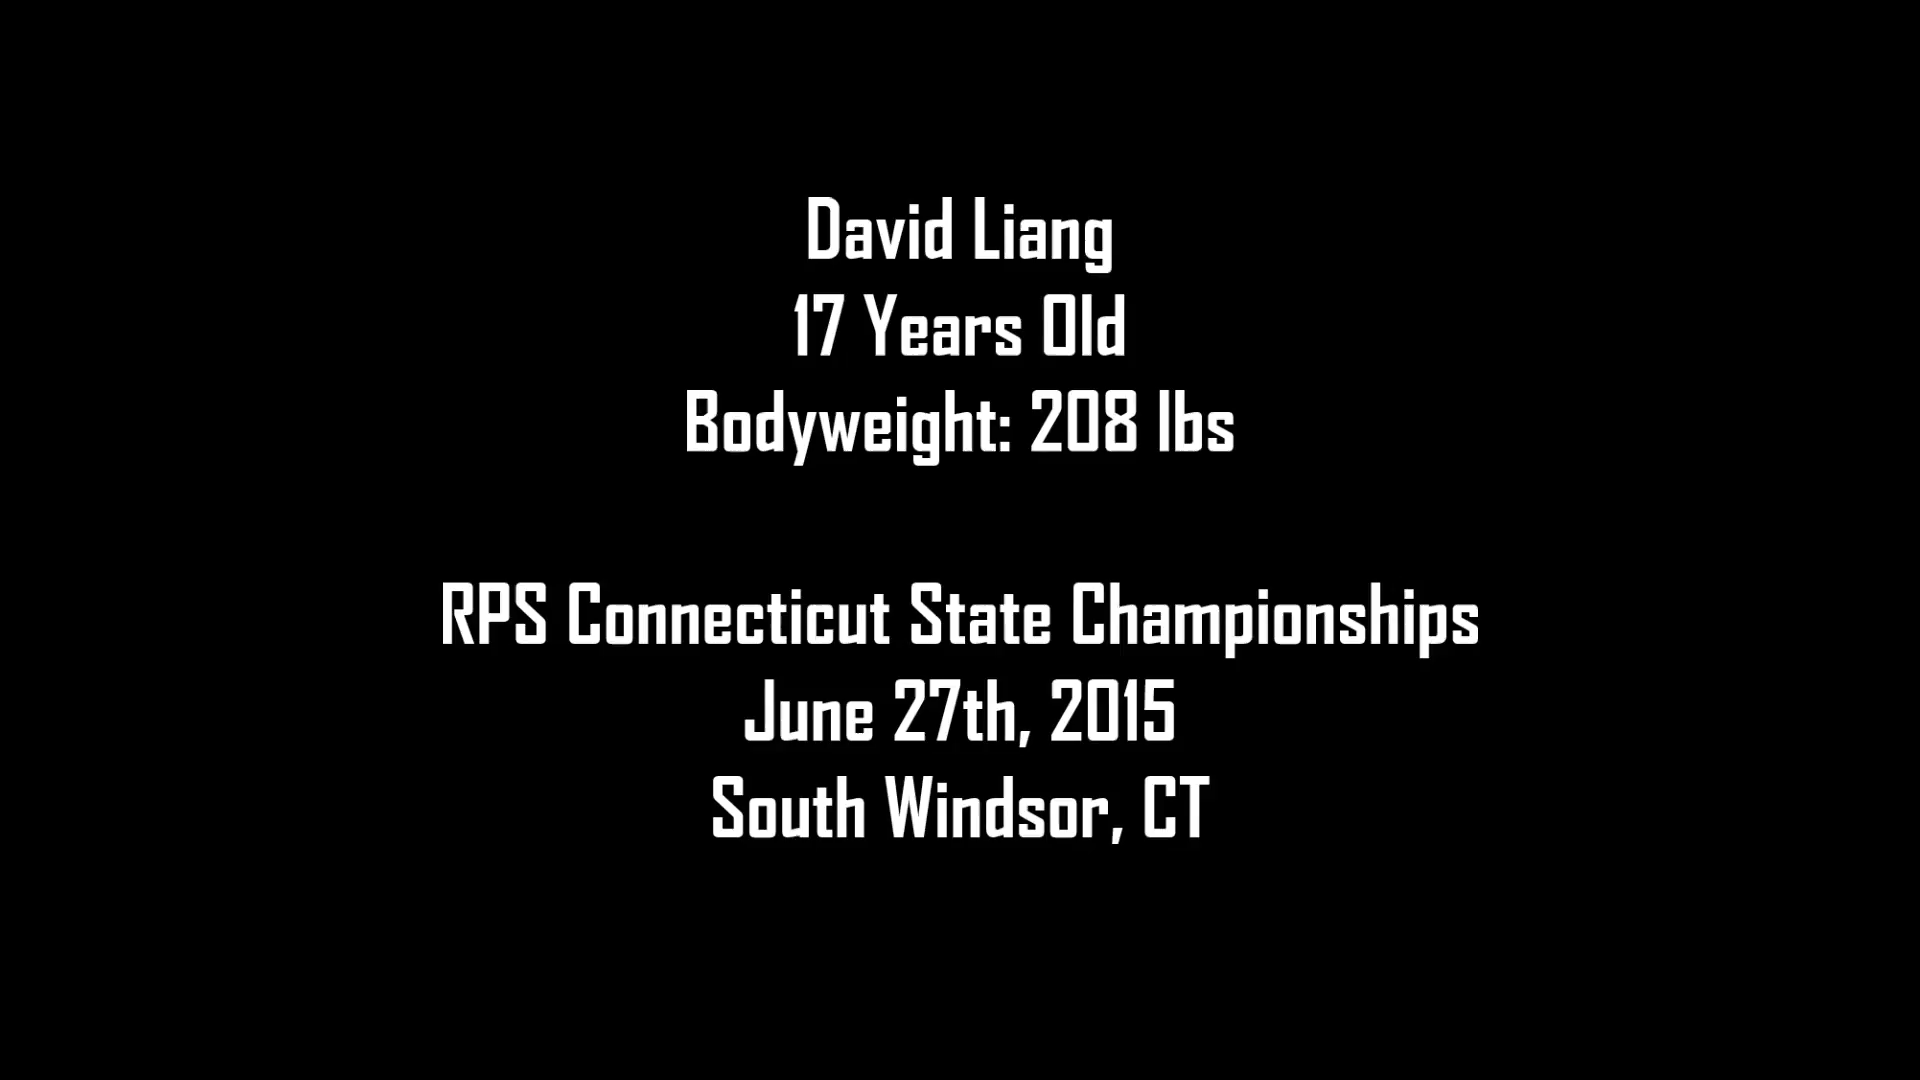 David Liang
17 Years Old
Bodyweight: 208 lbs
RPS Connecticut State Championships
June 27th, 2015
South Windsor, CT